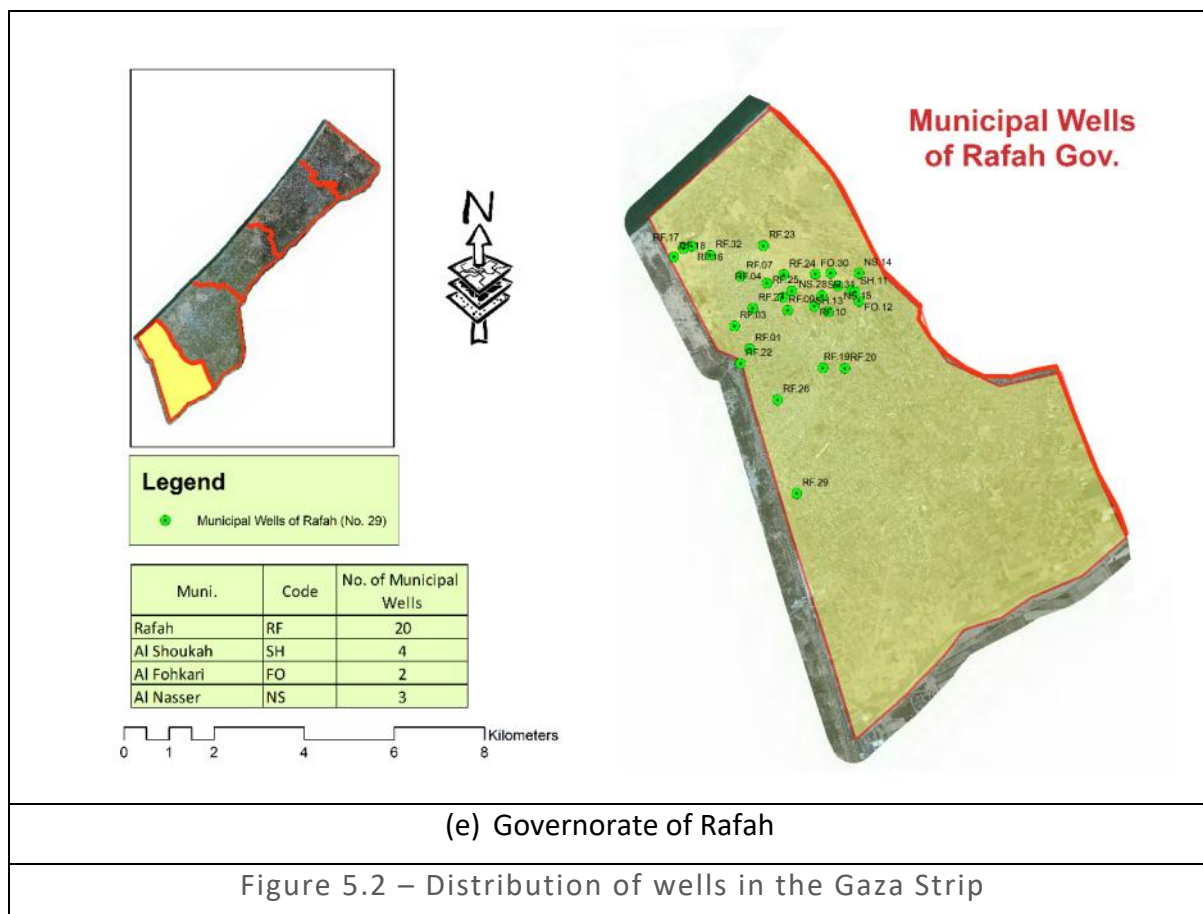 Municipal Wells
of Rafah Gov.
N
RF.17
RF.18
RF.16
RF.32
RF.23
RF.07
RF.04
RF.24
FO.30
NS.14
RF.25
NS.28
SH.11
RF.09
SH.13
NS.15
FO.12
RF.03
RF.10
RF.01
RF.22
RF.19
RF.20
RF.26
RF.29
Legend
Municipal Wells of Rafah (No. 29)
Muni. Code No. of Municipal
Wells
Rafah RF 20
Al Shoukah SH 4
Al Fohkari FO 2
Al Nasser NS 3
Kilometers
0 1 2 4 6 8
(e) Governorate of Rafah
Figure 5.2 – Distribution of wells in the Gaza Strip